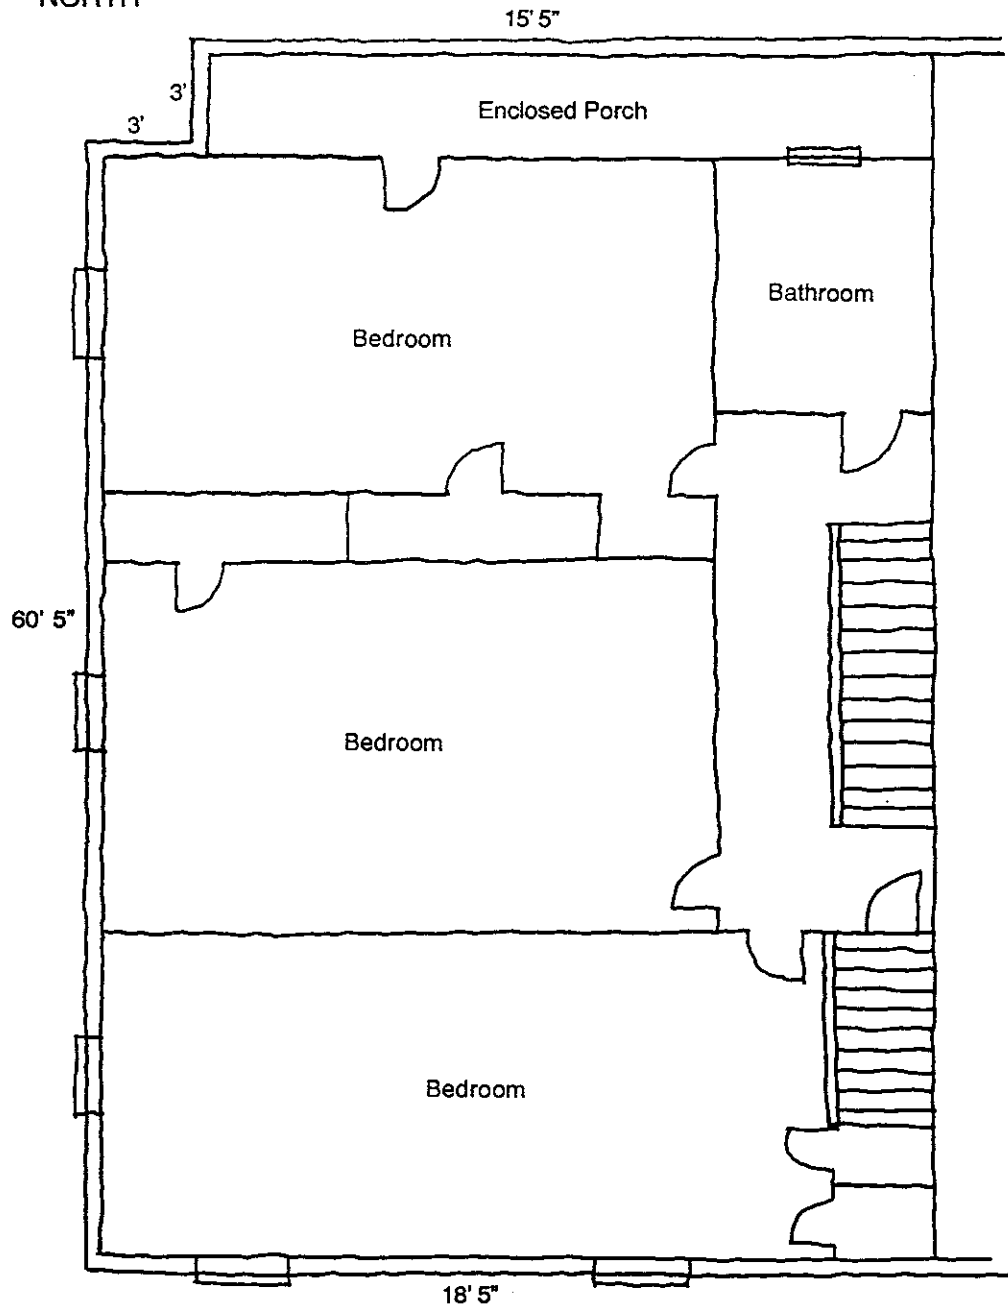 NORTH
15' 5"
3'
3'
Enclosed Porch
Bathroom
Bedroom
60' 5"
Bedroom
Bedroom
18' 5"